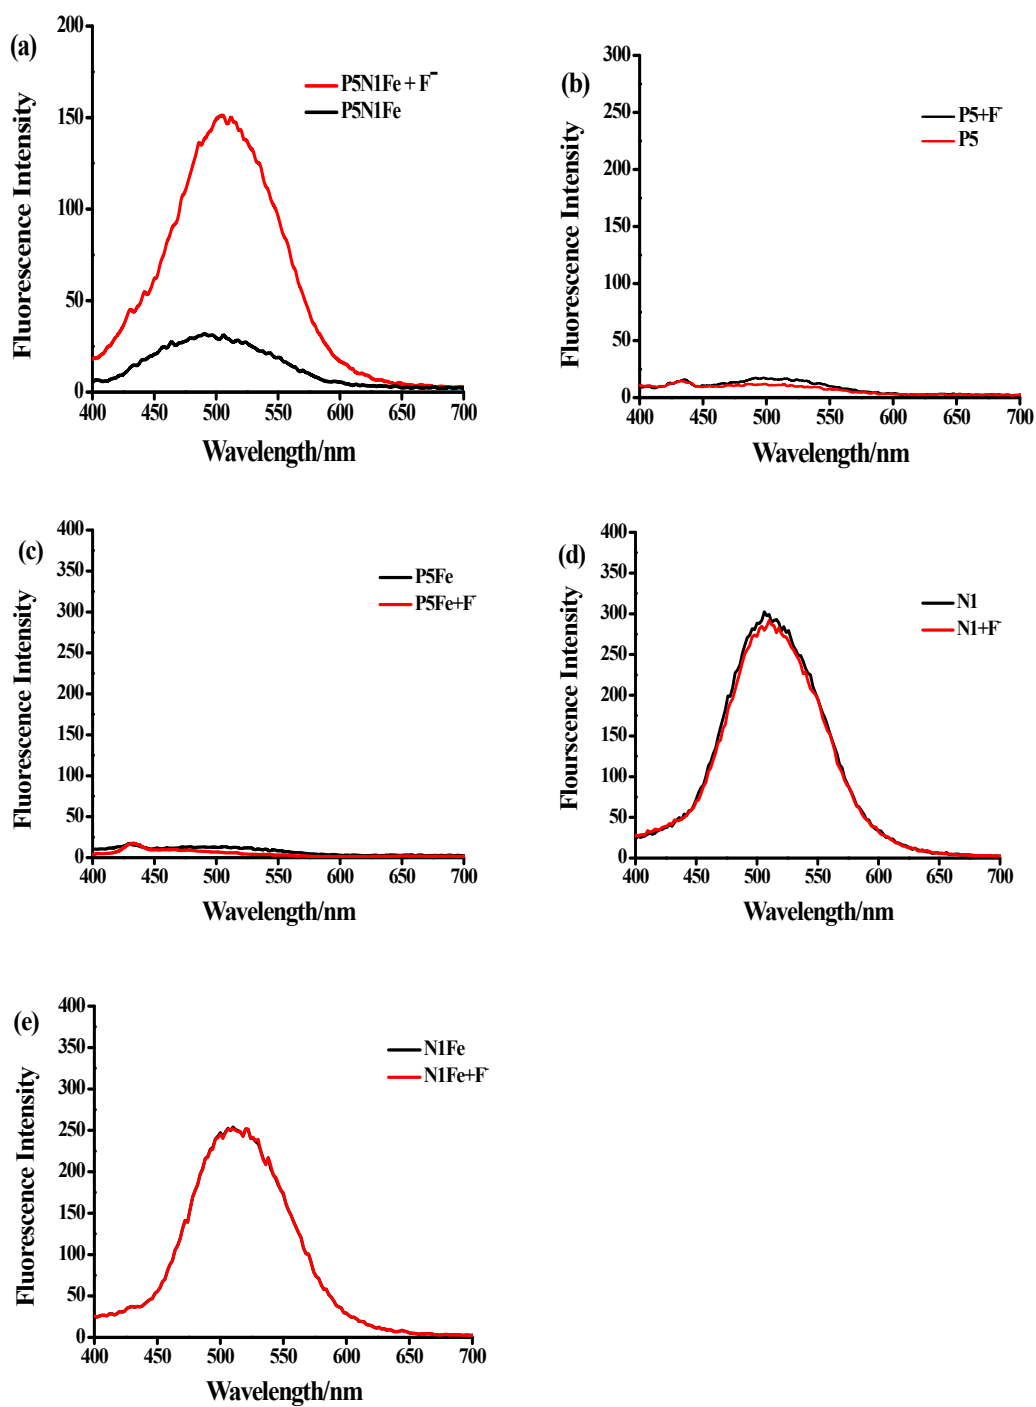 (a)
Fluorescence Intensity
200
150
100
50
0
P5N1Fe + F⁻
P5N1Fe
400 450 500 550 600 650 700
Wavelength/nm
(b)
Fluorescence Intensity
300
250
200
150
100
50
0
P5+F⁻
P5
400 450 500 550 600 650 700
Wavelength/nm
(c)
Fluorescence Intensity
400
350
300
250
200
150
100
50
0
P5Fe
P5Fe+F⁻
400 450 500 550 600 650 700
Wavelength/nm
(d)
Flourscence Intensity
400
350
300
250
200
150
100
50
0
N1
N1+F⁻
400 450 500 550 600 650 700
Wavelength/nm
(e)
Fluorescence Intensity
400
350
300
250
200
150
100
50
0
N1Fe
N1Fe+F⁻
400 450 500 550 600 650 700
Wavelength/nm